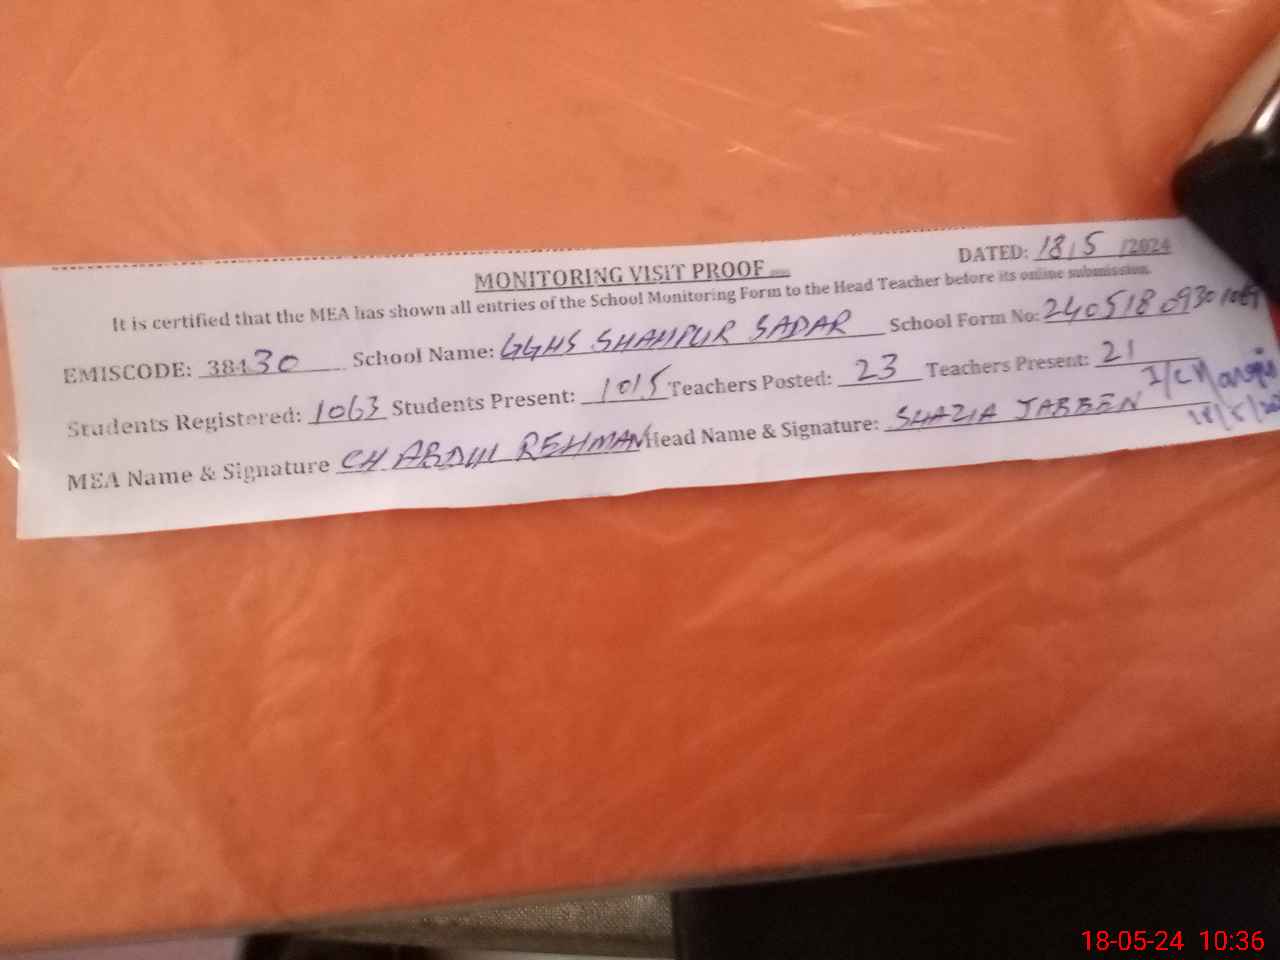 MONITORING VISIT PROOF
DATED: 18/5/2024
It is certified that the MEA has shown all entries of the School Monitoring Form to the Head Teacher before its online submission.
EMISCODE: 38430 School Name: GGHS SHAHPUR SADAR School Form No: 240518 0930
Students Registered: 1063 Students Present: 1015 Teachers Posted: 23 Teachers Present: 21
MEA Name & Signature CH ABDUL REHMAN Head Name & Signature: SHAZIA JABEEN
18-05-24 10:36